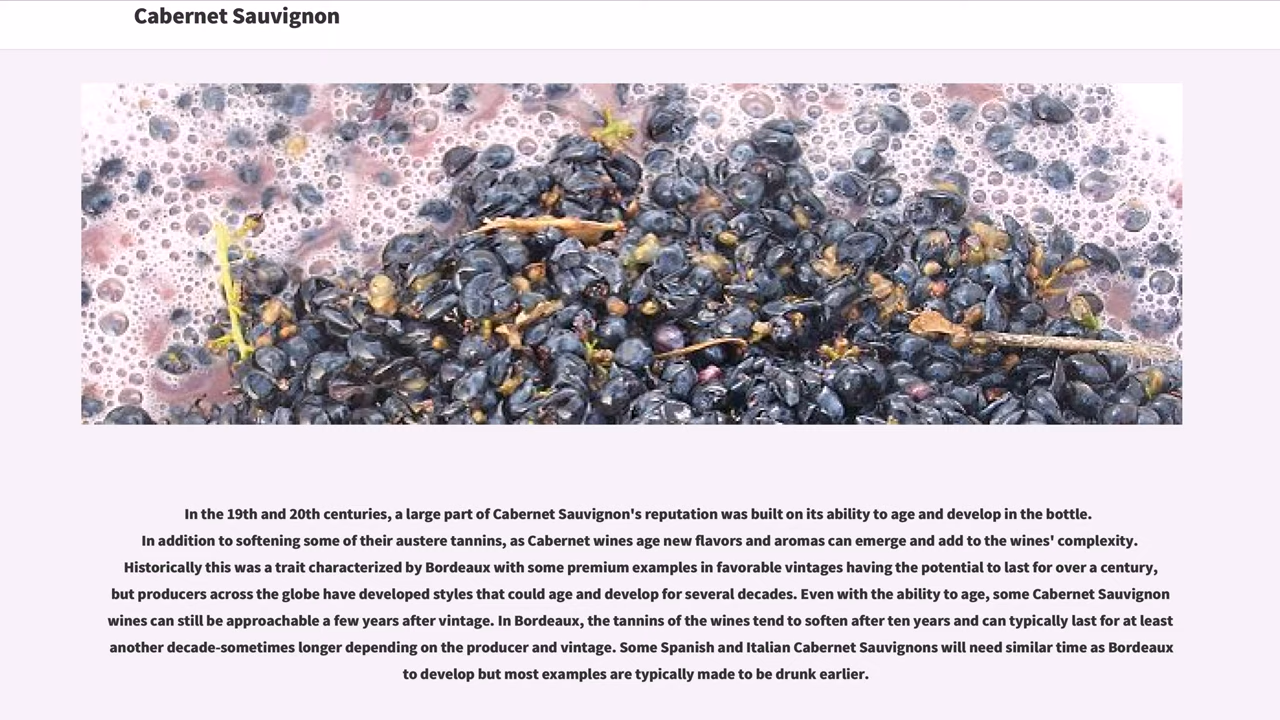 Cabernet Sauvignon
In the 19th and 20th centuries, a large part of Cabernet Sauvignon's reputation was built on its ability to age and develop in the bottle.
In addition to softening some of their austere tannins, as Cabernet wines age new flavors and aromas can emerge and add to the wines' complexity.
Historically this was a trait characterized by Bordeaux with some premium examples in favorable vintages having the potential to last for over a century,
but producers across the globe have developed styles that could age and develop for several decades. Even with the ability to age, some Cabernet Sauvignon
wines can still be approachable a few years after vintage. In Bordeaux, the tannins of the wines tend to soften after ten years and can typically last for at least
another decade-sometimes longer depending on the producer and vintage. Some Spanish and Italian Cabernet Sauvignons will need similar time as Bordeaux
to develop but most examples are typically made to be drunk earlier.